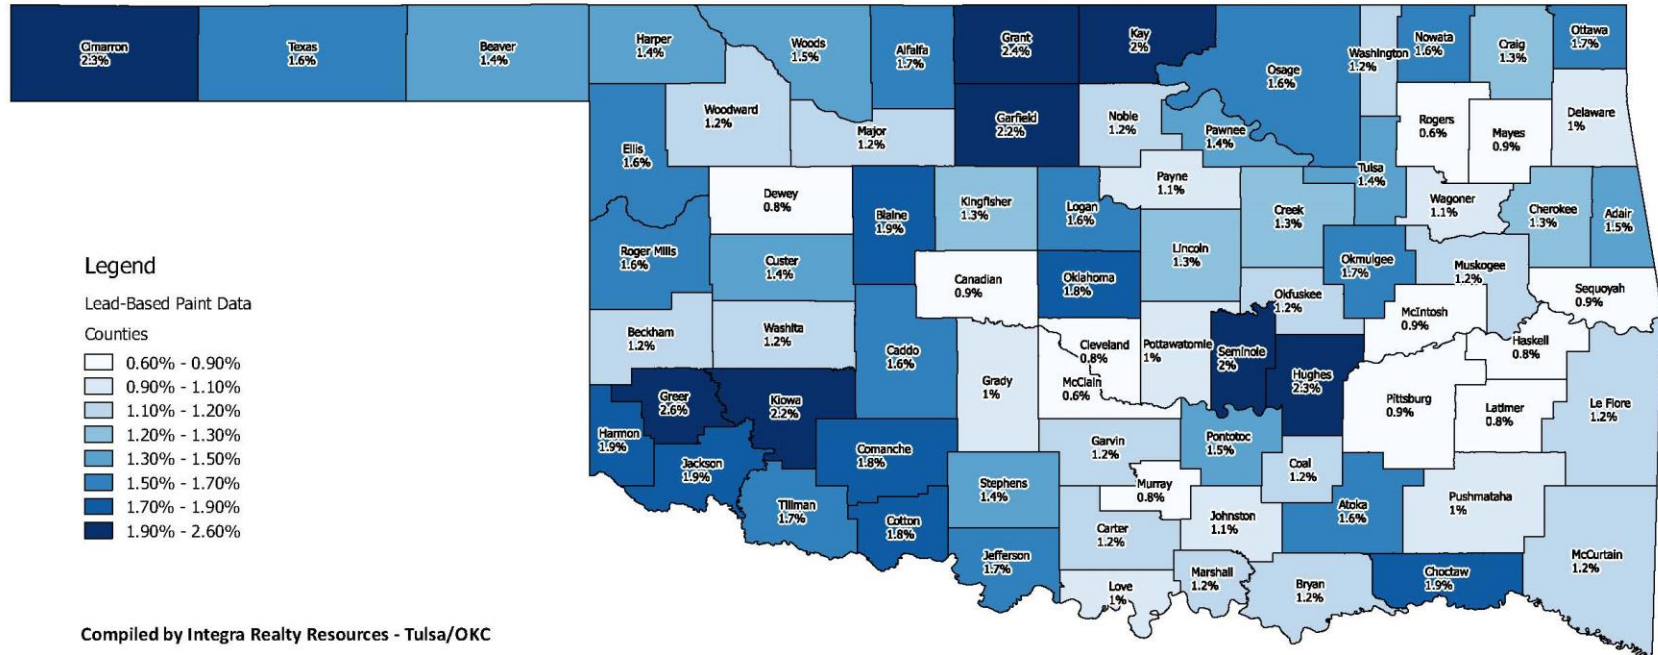 Cimarron
2.3%
Texas
1.6%
Beaver
1.4%
Harper
1.4%
Woods
1.5%
Alfalfa
1.7%
Grant
2.4%
Kay
2%
Osage
1.6%
Washington
1.2%
Nowata
1.6%
Craig
1.3%
Ottawa
1.7%
Woodward
1.2%
Major
1.2%
Garfield
2.2%
Noble
1.2%
Pawnee
1.4%
Rogers
0.6%
Mayes
0.9%
Delaware
1%
Ellis
1.6%
Dewey
0.8%
Blaine
1.9%
Kingfisher
1.3%
Logan
1.6%
Payne
1.1%
Creek
1.3%
Tulsa
1.4%
Wagoner
1.1%
Cherokee
1.3%
Adair
1.5%
Roger Mills
1.6%
Custer
1.4%
Canadian
0.9%
Oklahoma
1.8%
Lincoln
1.3%
Okmulgee
1.7%
Muskogee
1.2%
Sequoyah
0.9%
Okfuskee
1.2%
McIntosh
0.9%
Beckham
1.2%
Washita
1.2%
Caddo
1.6%
Grady
1%
Cleveland
0.8%
McClain
0.6%
Pottawatomie
1%
Seminole
2%
Hughes
2.3%
Haskell
0.8%
Pittsburg
0.9%
Latimer
0.8%
Le Flore
1.2%
Greer
2.6%
Kiowa
2.2%
Harmon
1.9%
Jackson
1.9%
Comanche
1.8%
Garvin
1.2%
Pontotoc
1.5%
Coal
1.2%
Tillman
1.7%
Cotton
1.8%
Stephens
1.4%
Murray
0.8%
Carter
1.2%
Johnston
1.1%
Atoka
1.6%
Pushmataha
1%
McCurtain
1.2%
Jefferson
1.7%
Love
1%
Marshall
1.2%
Bryan
1.2%
Choctaw
1.9%
Legend
Lead-Based Paint Data
Counties
0.60% - 0.90%
0.90% - 1.10%
1.10% - 1.20%
1.20% - 1.30%
1.30% - 1.50%
1.50% - 1.70%
1.70% - 1.90%
1.90% - 2.60%
Compiled by Integra Realty Resources - Tulsa/OKC